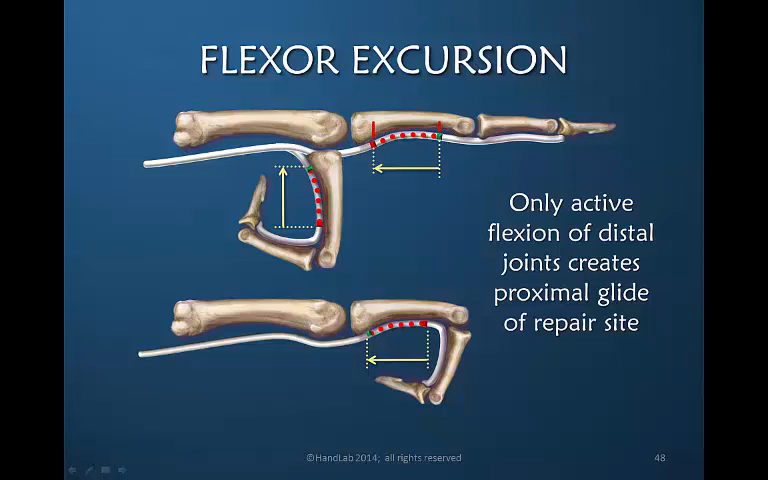 FLEXOR EXCURSION
Only active
flexion of distal
joints creates
proximal glide
of repair site
©HandLab 2014; all rights reserved
48